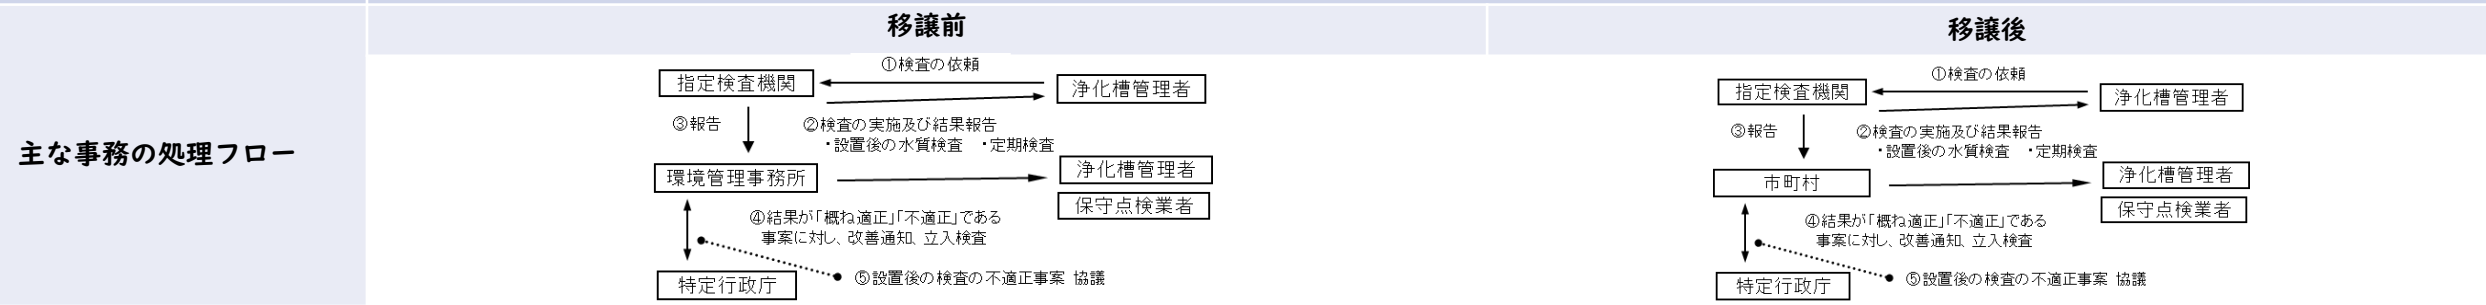 移譲前
移譲後
主な事務の処理フロー
①検査の依頼
指定検査機関
浄化槽管理者
③報告
②検査の実施及び結果報告
・設置後の水質検査　・定期検査
環境管理事務所
浄化槽管理者
保守点検業者
④結果が「概ね適正」「不適正」である
事案に対し、改善通知、立入検査
特定行政庁
⑤設置後の検査の不適正事案 協議
①検査の依頼
指定検査機関
浄化槽管理者
③報告
②検査の実施及び結果報告
・設置後の水質検査　・定期検査
市町村
浄化槽管理者
保守点検業者
④結果が「概ね適正」「不適正」である
事案に対し、改善通知、立入検査
特定行政庁
⑤設置後の検査の不適正事案 協議